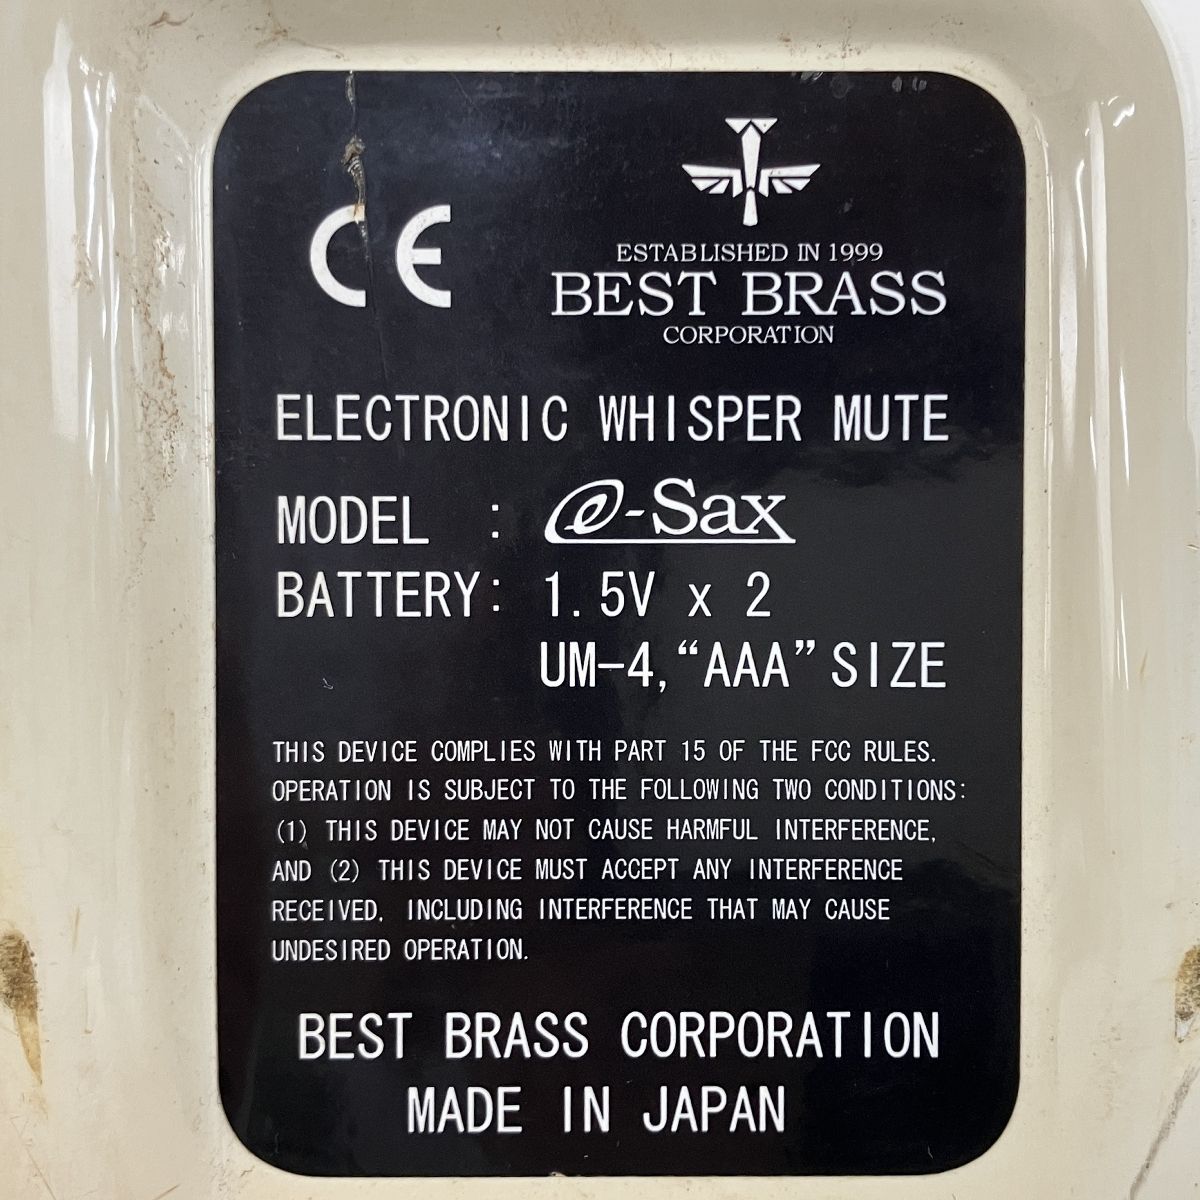 CE
ESTABLISHED IN 1999
BEST BRASS
CORPORATION
ELECTRONIC WHISPER MUTE
MODEL : e-Sax
BATTERY: 1.5V x 2
UM-4, “AAA” SIZE
THIS DEVICE COMPLIES WITH PART 15 OF THE FCC RULES.
OPERATION IS SUBJECT TO THE FOLLOWING TWO CONDITIONS:
(1) THIS DEVICE MAY NOT CAUSE HARMFUL INTERFERENCE,
AND (2) THIS DEVICE MUST ACCEPT ANY INTERFERENCE
RECEIVED, INCLUDING INTERFERENCE THAT MAY CAUSE
UNDESIRED OPERATION.
BEST BRASS CORPORATION
MADE IN JAPAN